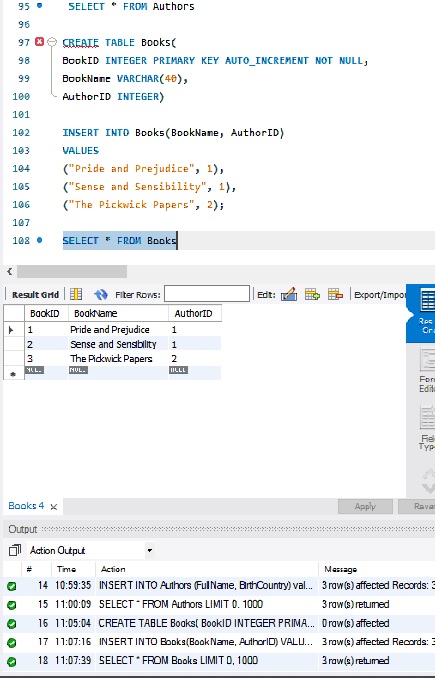 95 SELECT * FROM Authors
96
97 CREATE TABLE Books(
98 BookID INTEGER PRIMARY KEY AUTO_INCREMENT NOT NULL,
99 BookName VARCHAR(40),
100 AuthorID INTEGER)
101
102 INSERT INTO Books(BookName, AuthorID)
103 VALUES
104 ("Pride and Prejudice", 1),
105 ("Sense and Sensibility", 1),
106 ("The Pickwick Papers", 2);
107
108 SELECT * FROM Books
Result Grid Filter Rows: Edit: Export/Impor
BookID BookName AuthorID
1 Pride and Prejudice 1
2 Sense and Sensibility 1
3 The Pickwick Papers 2
NULL NULL NULL
Form
Edit
Books 4 Apply Reve
Output
Action Output
# Time Action Message
14 10:59:35 INSERT INTO Authors (FullName, BirthCountry) val... 3 row(s) affected Records: 3
15 11:00:09 SELECT * FROM Authors LIMIT 0, 1000 3 row(s) returned
16 11:05:04 CREATE TABLE Books( BookID INTEGER PRIMA... 0 row(s) affected
17 11:07:16 INSERT INTO Books(BookName, AuthorID) VALU... 3 row(s) affected Records: 3
18 11:07:39 SELECT * FROM Books LIMIT 0, 1000 3 row(s) returned